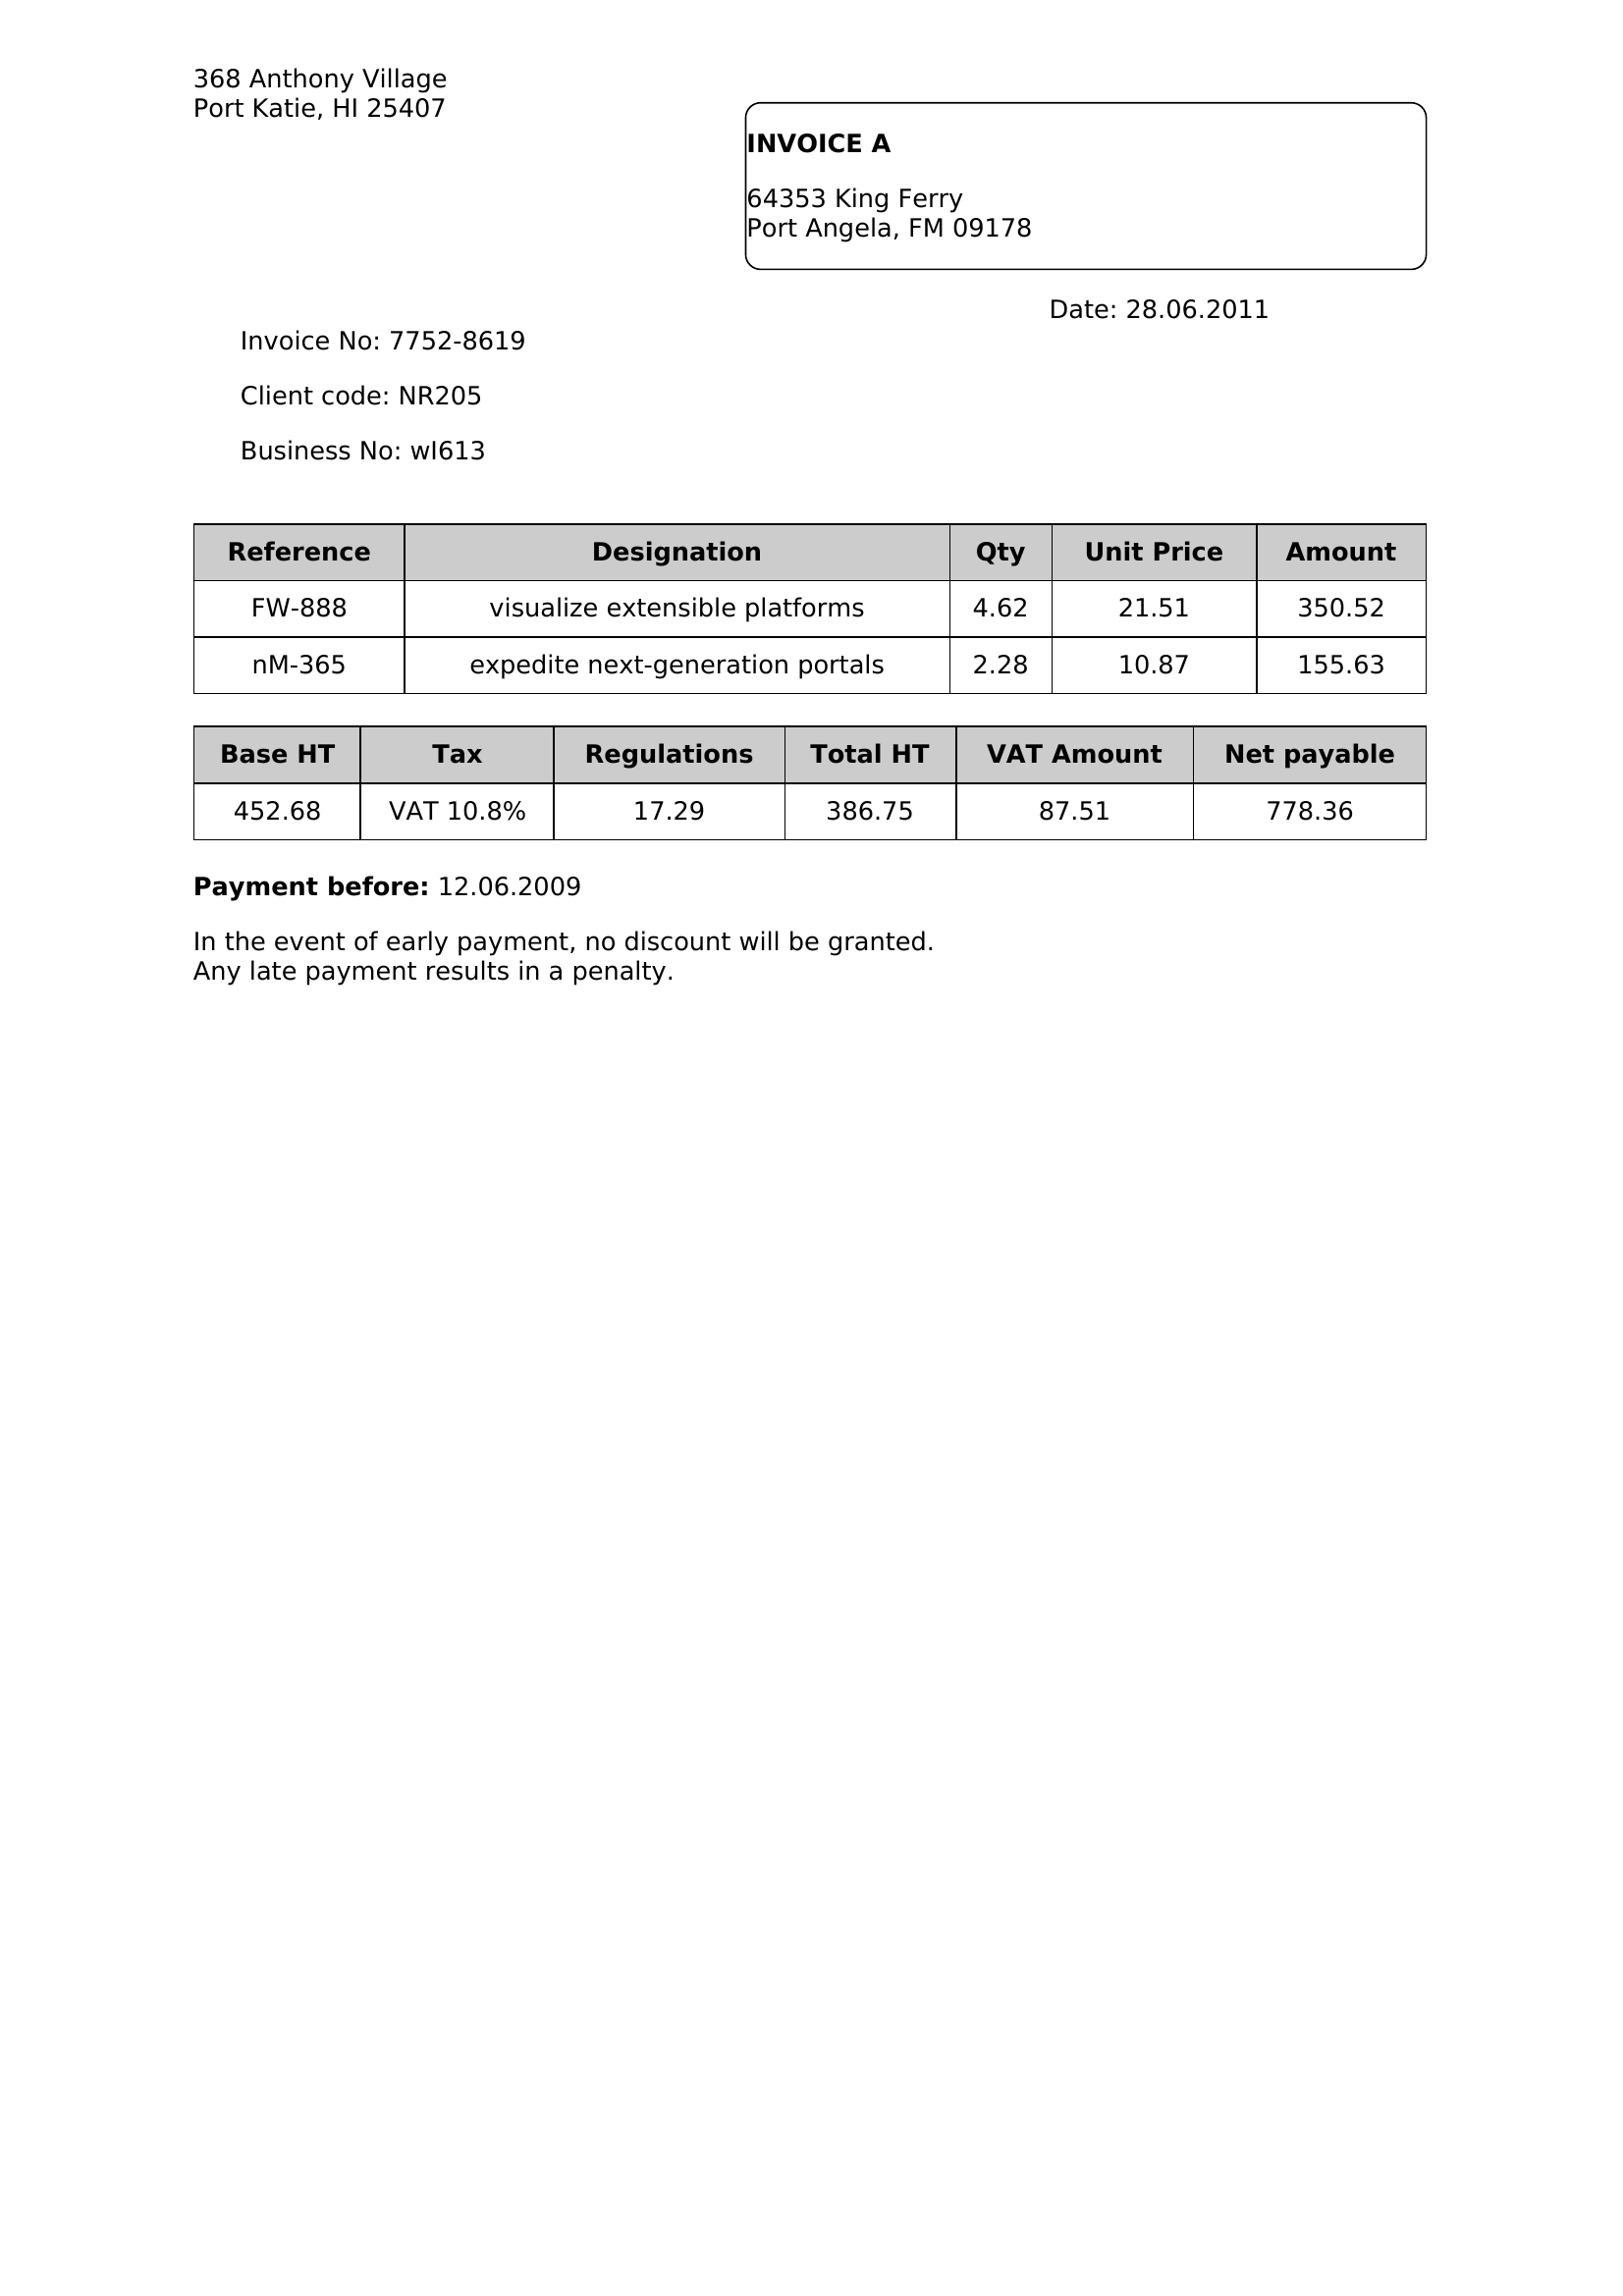 368 Anthony Village
Port Katie, HI 25407
INVOICE A
64353 King Ferry
Port Angela, FM 09178
Date: 28.06.2011
Invoice No: 7752-8619
Client code: NR205
Business No: wI613
Reference Designation Qty Unit Price Amount
FW-888 visualize extensible platforms 4.62 21.51 350.52
nM-365 expedite next-generation portals 2.28 10.87 155.63
Base HT Tax Regulations Total HT VAT Amount Net payable
452.68 VAT 10.8% 17.29 386.75 87.51 778.36
Payment before: 12.06.2009
In the event of early payment, no discount will be granted.
Any late payment results in a penalty.